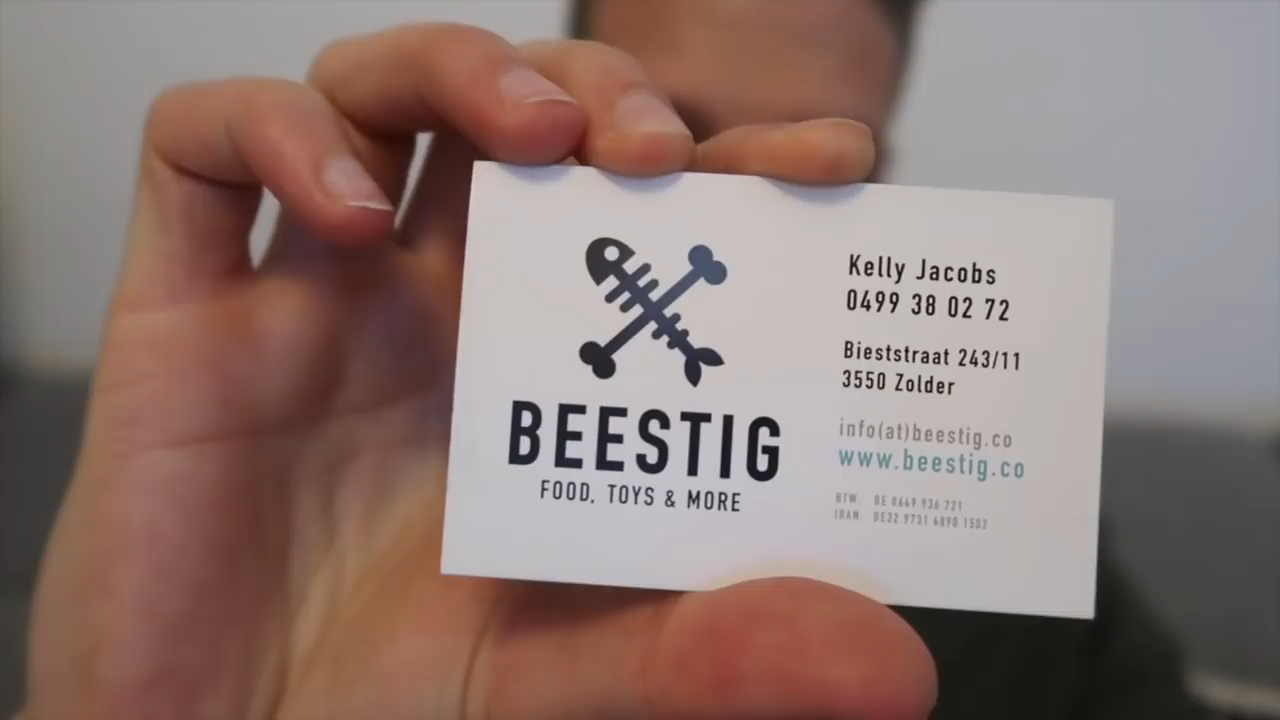 BEESTIG
FOOD, TOYS & MORE
Kelly Jacobs
0499 38 02 72
Bieststraat 243/11
3550 Zolder
info(at)beestig.co
www.beestig.co
BTW. BE 0649 936 721
IBAN. BE32 9731 4890 1502